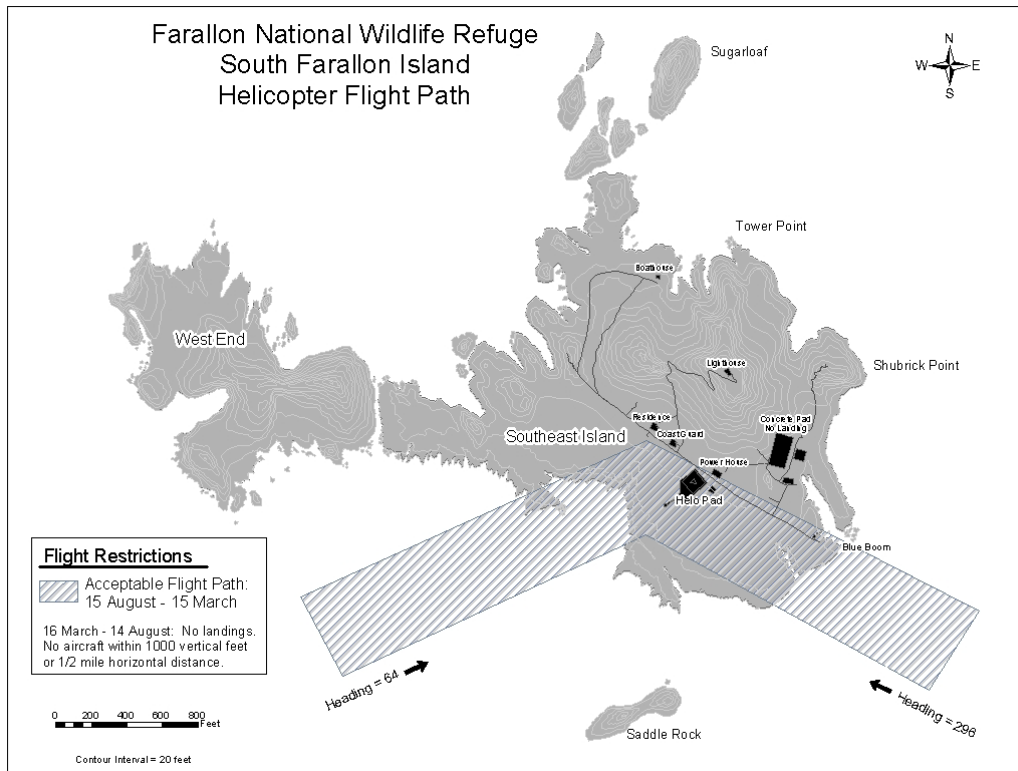 Farallon National Wildlife Refuge
South Farallon Island
Helicopter Flight Path
Sugarloaf
N
W E
S
Tower Point
Boathouse
West End
Lighthouse
Shubrick Point
Residence
Concrete Pad
No Landing
Southeast Island
Coast Guard
Power House
Helo Pad
Blue Boom
Flight Restrictions
Acceptable Flight Path:
15 August - 15 March
16 March - 14 August: No landings.
No aircraft within 1000 vertical feet
or 1/2 mile horizontal distance.
Heading = 64
Heading = 296
0 200 400 600 800
Feet
Saddle Rock
Contour Interval = 20 feet